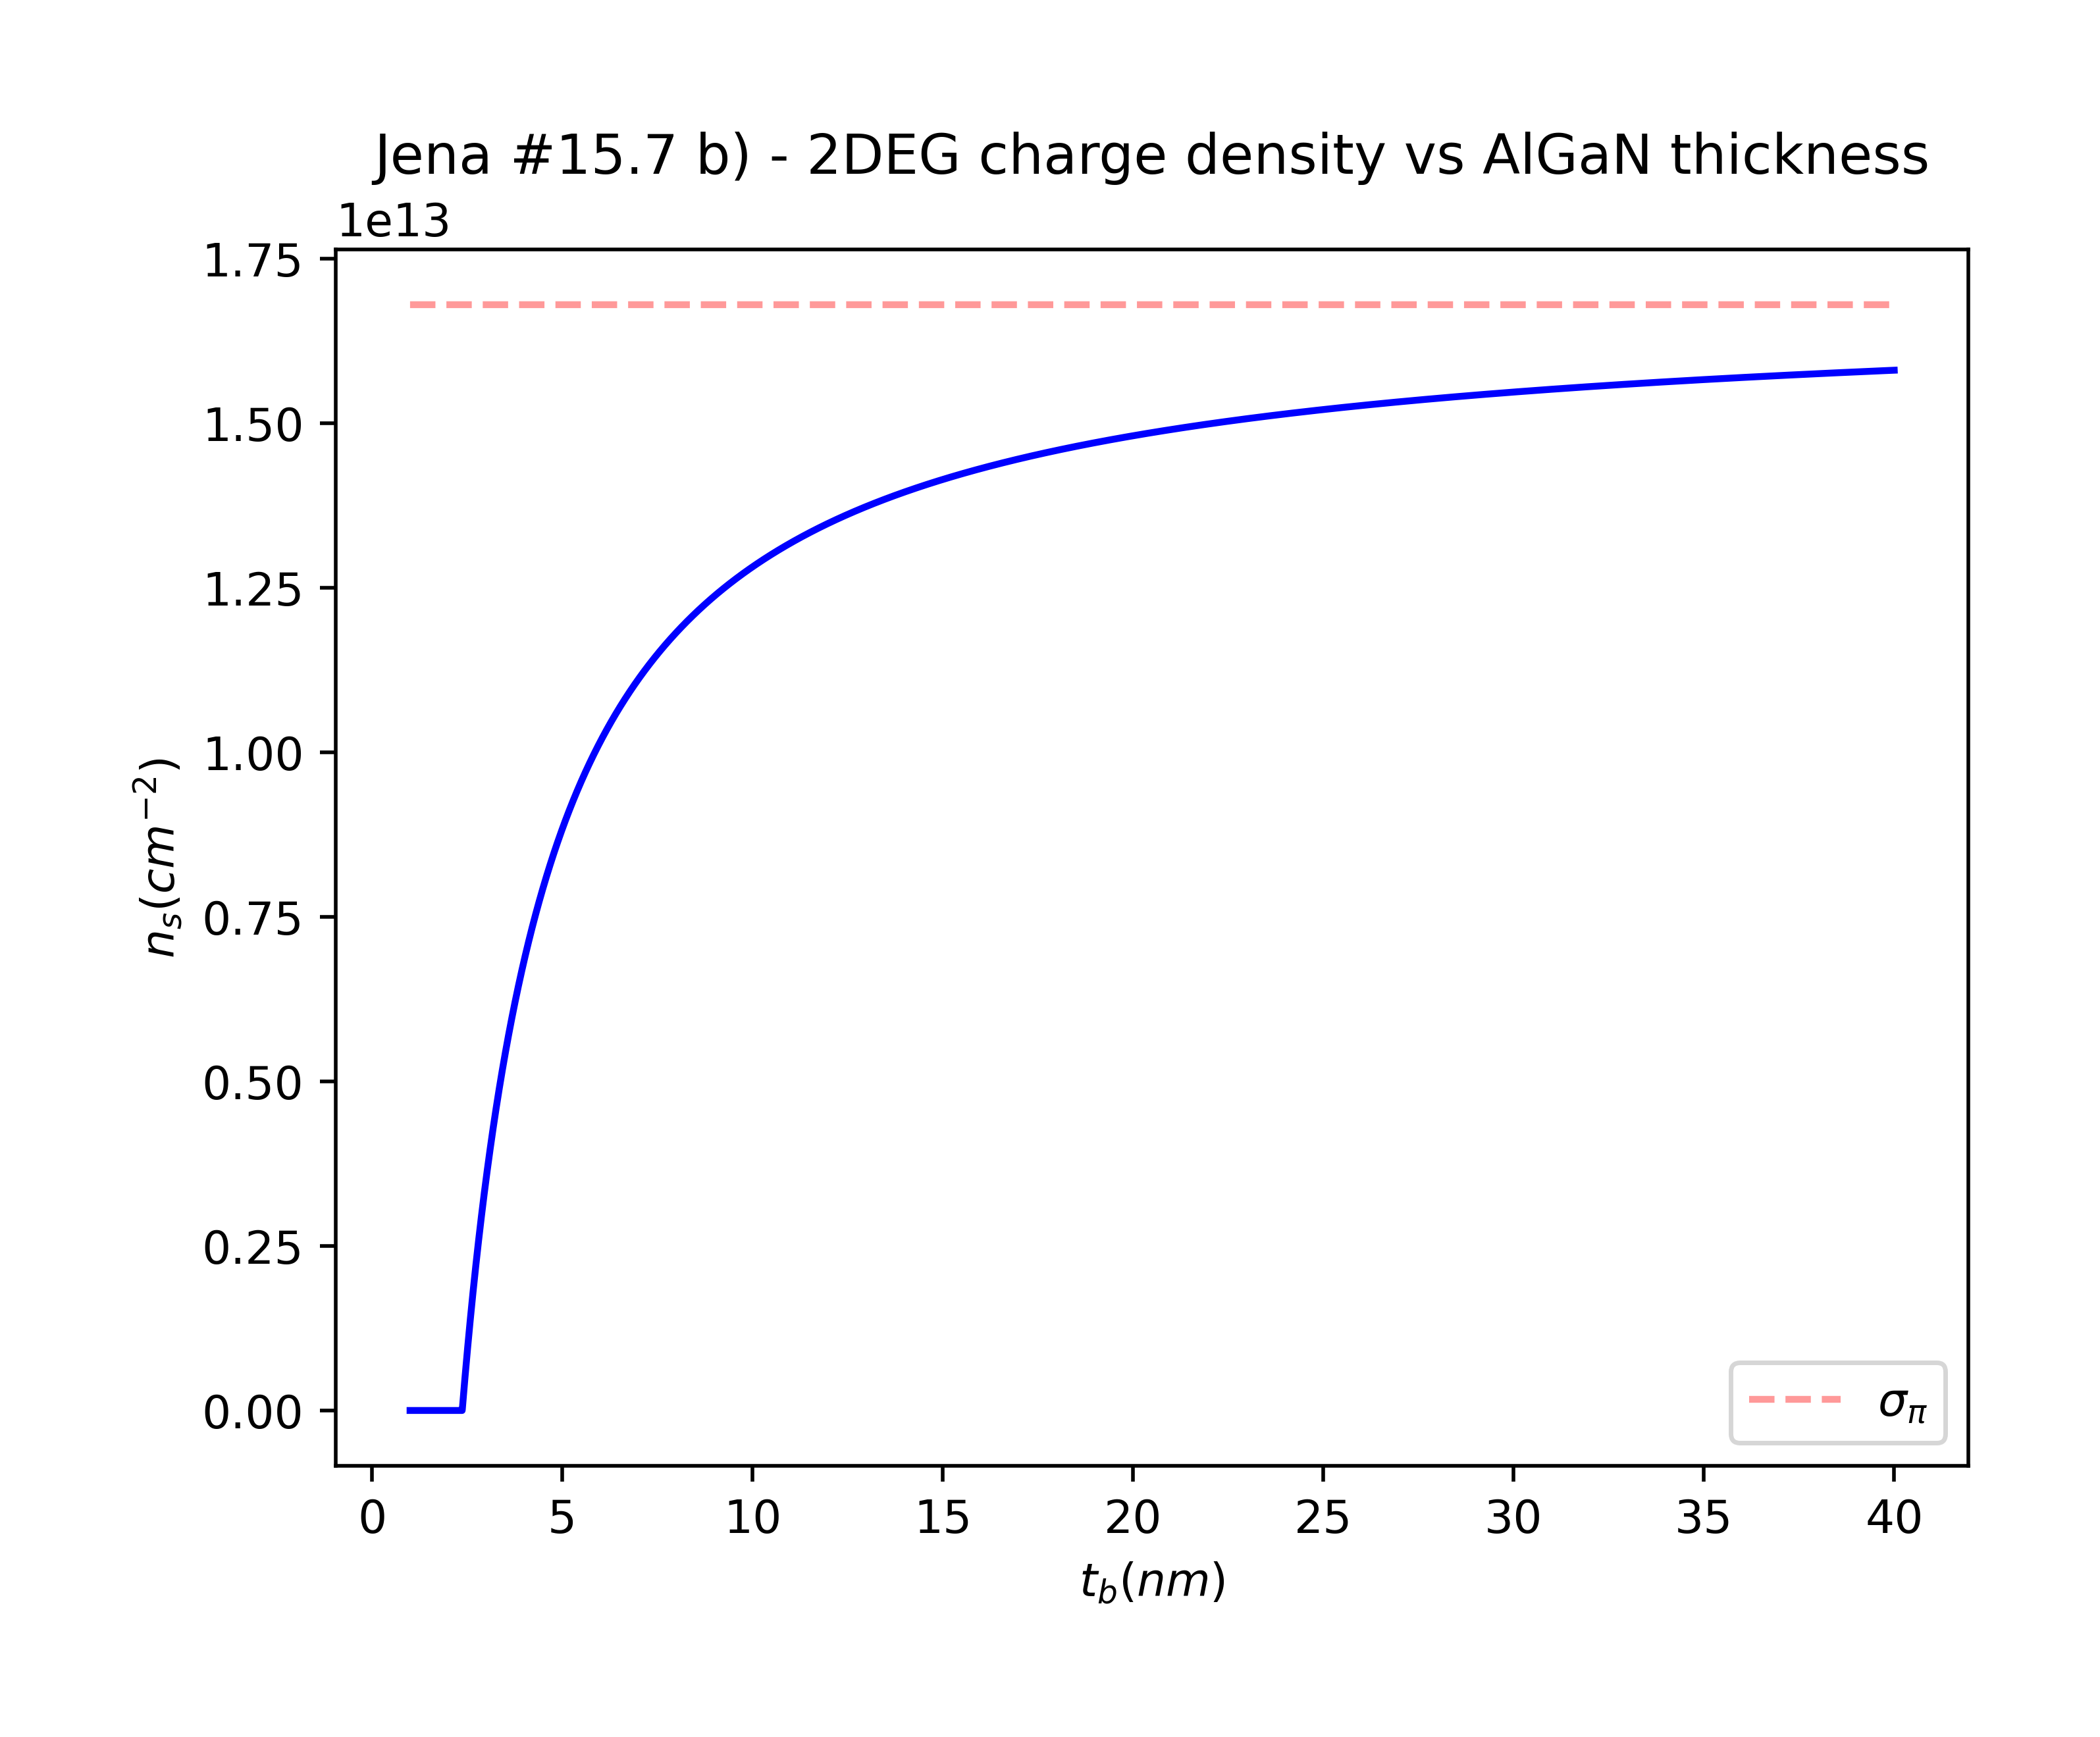 Jena #15.7 b) - 2DEG charge density vs AlGaN thickness
1e13
1.75
1.50
1.25
1.00
0.75
0.50
0.25
0.00
n_s(cm^{-2})
σ_π
0 5 10 15 20 25 30 35 40
t_b(nm)